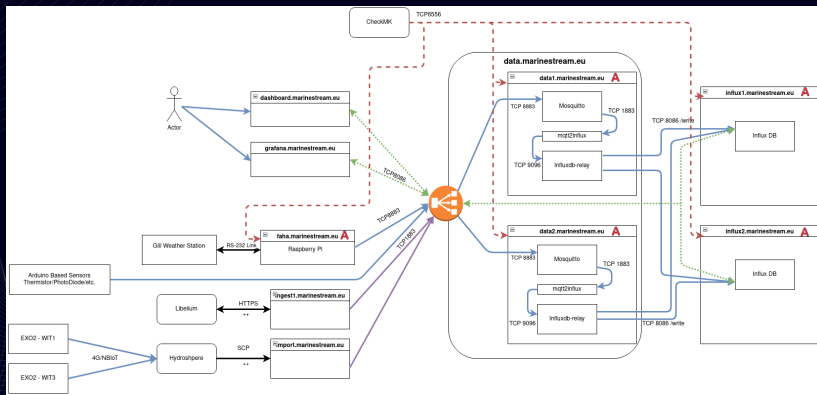 CheckMK
TCP6556
data.marinestream.eu
dashboard.marinestream.eu
Actor
grafana.marinestream.eu
TCP8086
data1.marinestream.eu
Mosquitto
TCP 8883
TCP 1883
mqtt2influx
TCP 9096
Influxdb-relay
TCP 8086 /write
influx1.marinestream.eu
Influx DB
faha.marinestream.eu
Raspberry PI
Gill Weather Station
RS-232 Link
TCP8883
TCP1883
Arduino Based Sensors
Thermistor/PhotoDiode/etc.
Libelium
HTTPS
++
ingest1.marinestream.eu
EXO2 - WIT1
EXO2 - WIT3
4G/NBIoT
Hydroshpere
SCP
++
import.marinestream.eu
data2.marinestream.eu
TCP 8883
Mosquitto
TCP 1883
mqtt2influx
TCP 9096
Influxdb-relay
TCP 8086 /write
influx2.marinestream.eu
Influx DB